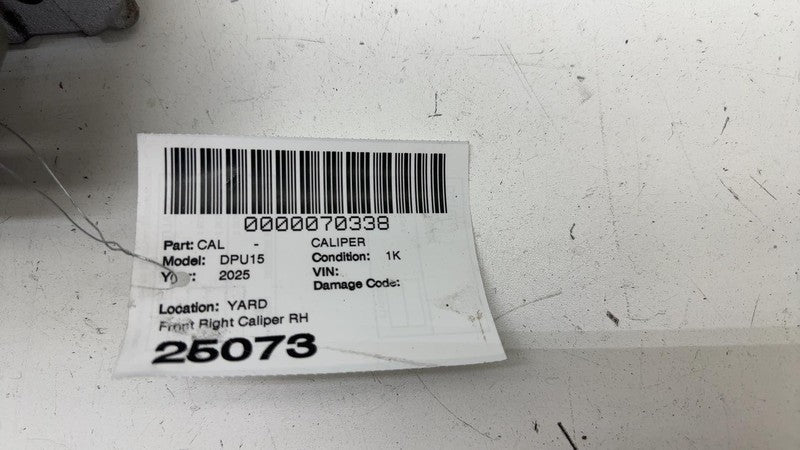 0000070338
Part: CAL - CALIPER
Model: DPU15 Condition: 1K
Year: 2025 VIN:
Damage Code:
Location: YARD
Front Right Caliper RH
25073